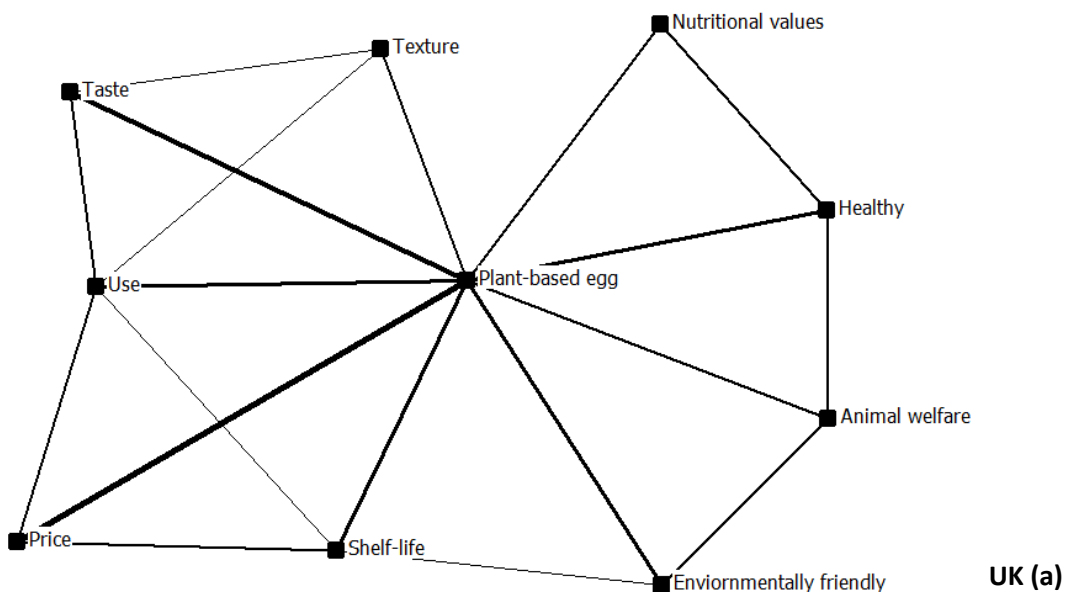 Nutritional values
Texture
Taste
Healthy
Plant-based egg
Use
Animal welfare
Price
Shelf-life
Enviornmentally friendly
UK (a)